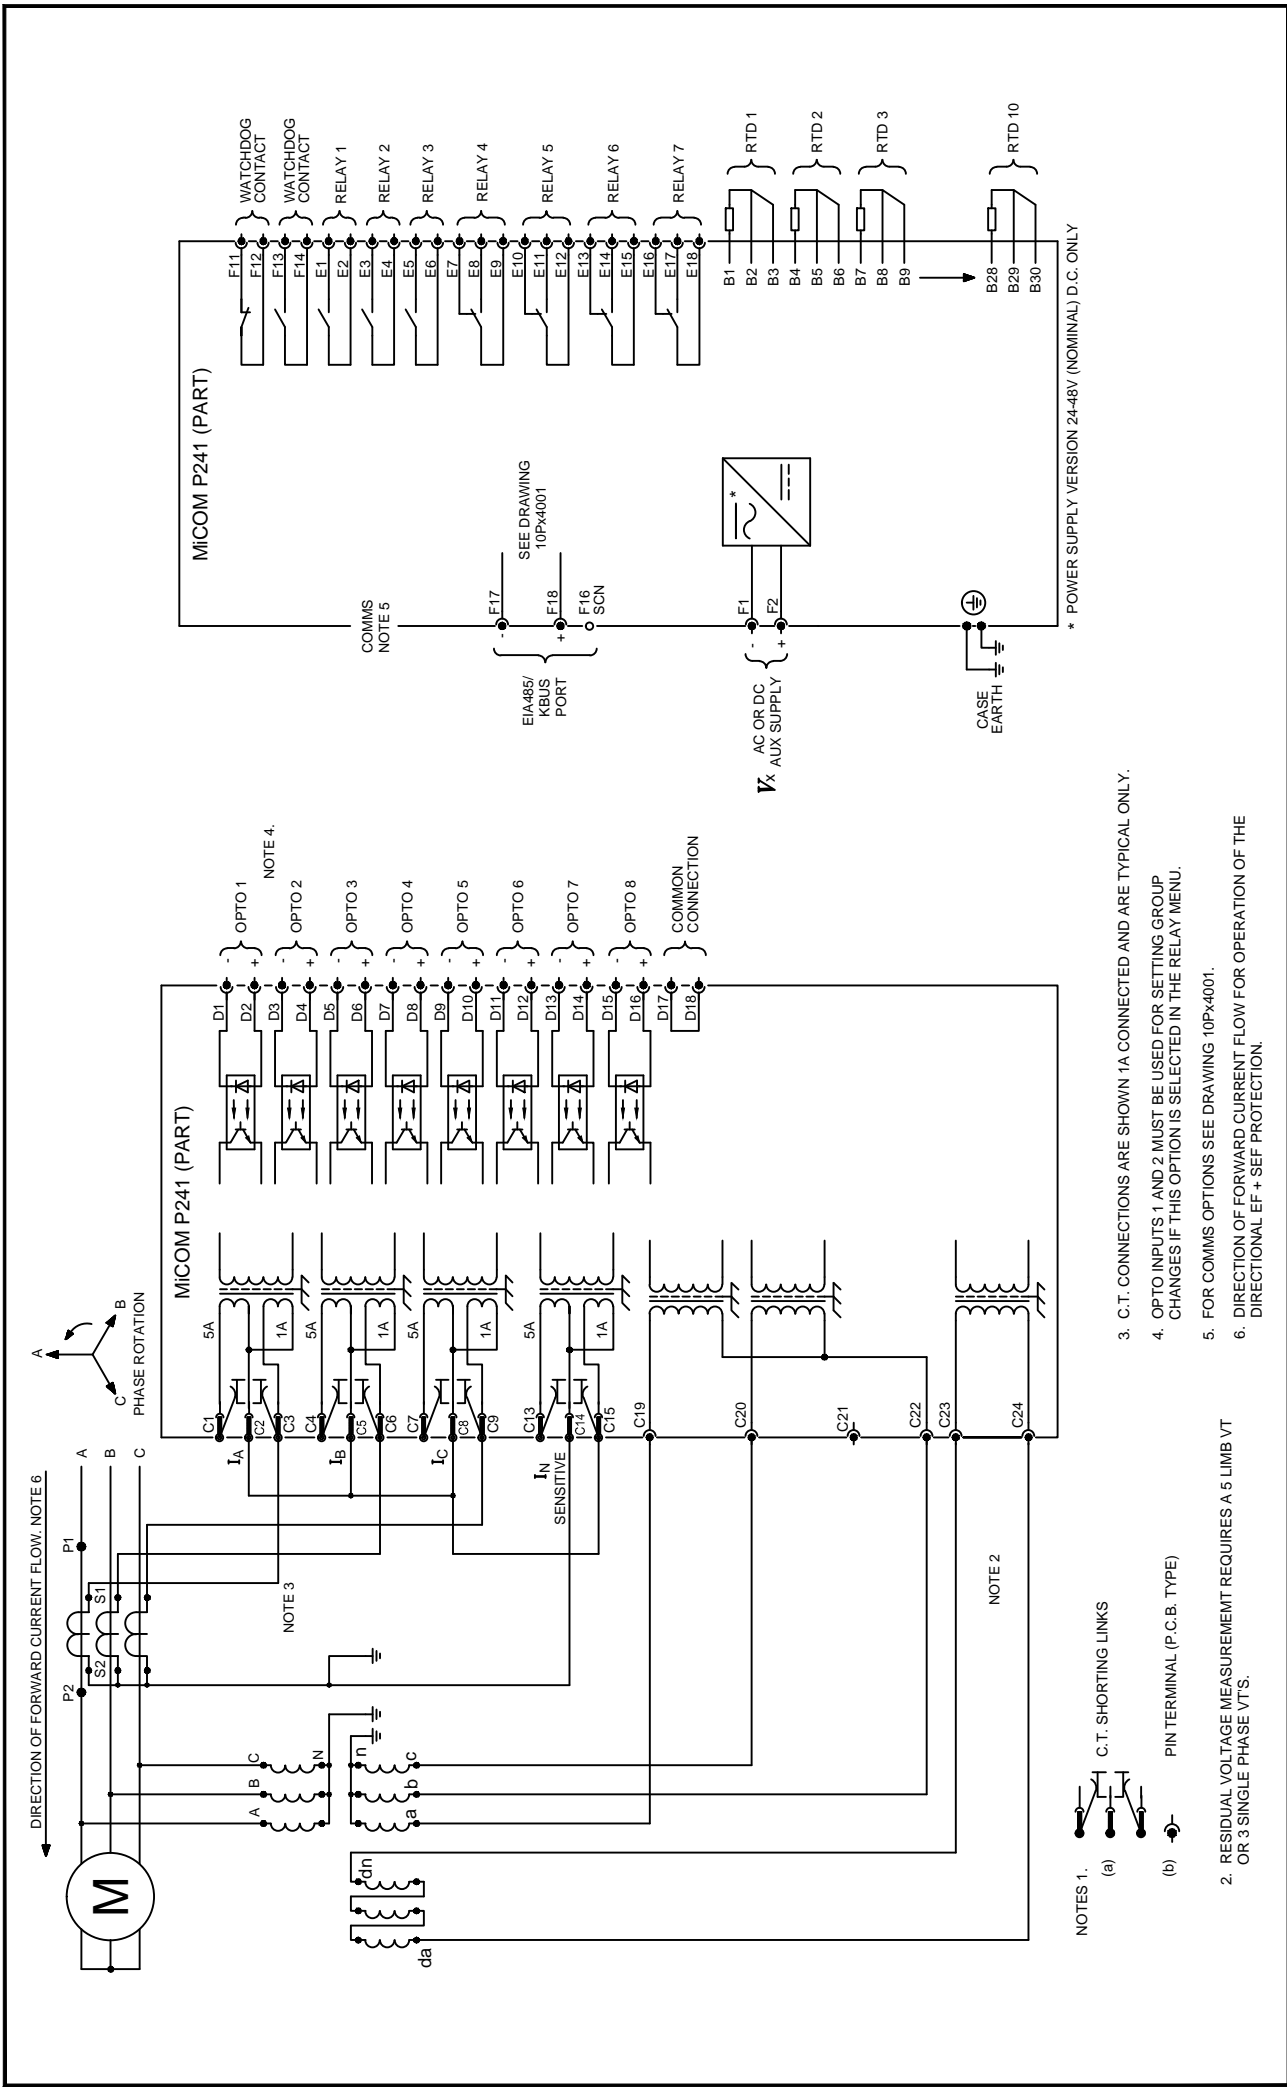 DIRECTION OF FORWARD CURRENT FLOW. NOTE 6
P2
P1
A
B
C
S2
S1
M
A
B
C
N
n
a
b
c
dn
da
NOTE 3
NOTE 2
A
B
C
PHASE ROTATION
MiCOM P241 (PART)
IA
IB
IC
IN
SENSITIVE
C1
C2
C3
C4
C5
C6
C7
C8
C9
C13
C14
C15
C19
C20
C21
C22
C23
C24
5A
1A
5A
1A
5A
1A
5A
1A
D1
D2
D3
D4
D5
D6
D7
D8
D9
D10
D11
D12
D13
D14
D15
D16
D17
D18
- + OPTO 1
NOTE 4.
- + OPTO 2
- + OPTO 3
- + OPTO 4
- + OPTO 5
- + OPTO 6
- + OPTO 7
- + OPTO 8
COMMON
CONNECTION
MiCOM P241 (PART)
COMMS
NOTE 5
EIA485/
KBUS
PORT
-
+
F17
F18
F16
SCN
SEE DRAWING
10Px4001
Vx
AC OR DC
AUX SUPPLY
-
+
F1
F2
*
CASE
EARTH
F11
F12
F13
F14
E1
E2
E3
E4
E5
E6
E7
E8
E9
E10
E11
E12
E13
E14
E15
E16
E17
E18
WATCHDOG
CONTACT
WATCHDOG
CONTACT
RELAY 1
RELAY 2
RELAY 3
RELAY 4
RELAY 5
RELAY 6
RELAY 7
B1
B2
B3
B4
B5
B6
B7
B8
B9
B28
B29
B30
RTD 1
RTD 2
RTD 3
RTD 10
* POWER SUPPLY VERSION 24-48V (NOMINAL) D.C. ONLY
NOTES 1.
(a)
C.T. SHORTING LINKS
(b)
PIN TERMINAL (P.C.B. TYPE)
2. RESIDUAL VOLTAGE MEASUREMEMT REQUIRES A 5 LIMB VT
OR 3 SINGLE PHASE VT'S.
3. C.T. CONNECTIONS ARE SHOWN 1A CONNECTED AND ARE TYPICAL ONLY.
4. OPTO INPUTS 1 AND 2 MUST BE USED FOR SETTING GROUP
CHANGES IF THIS OPTION IS SELECTED IN THE RELAY MENU.
5. FOR COMMS OPTIONS SEE DRAWING 10Px4001.
6. DIRECTION OF FORWARD CURRENT FLOW FOR OPERATION OF THE
DIRECTIONAL EF + SEF PROTECTION.